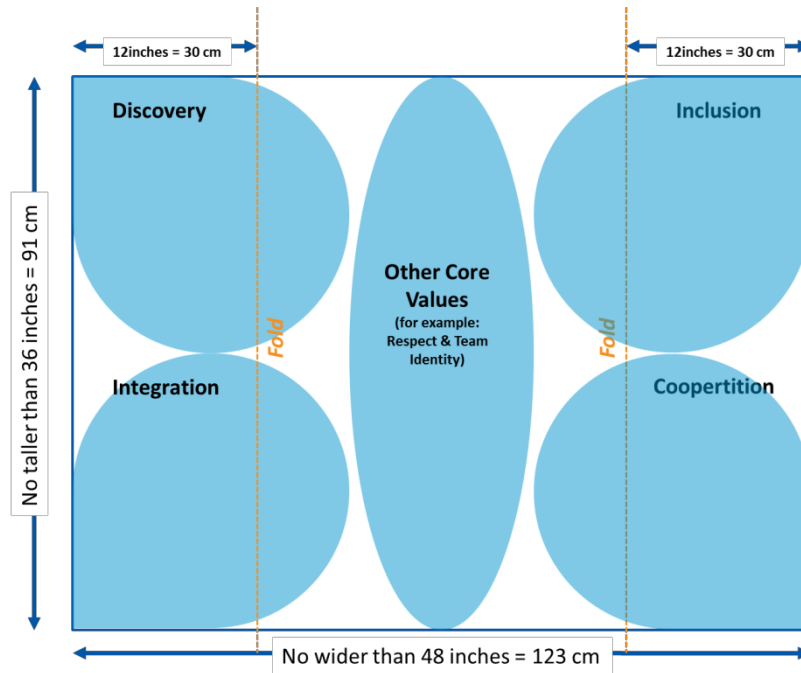 12inches = 30 cm
12inches = 30 cm
Discovery
Inclusion
No taller than 36 inches = 91 cm
Other Core
Values
(for example:
Respect & Team
Identity)
Fold
Fold
Integration
Coopertition
No wider than 48 inches = 123 cm